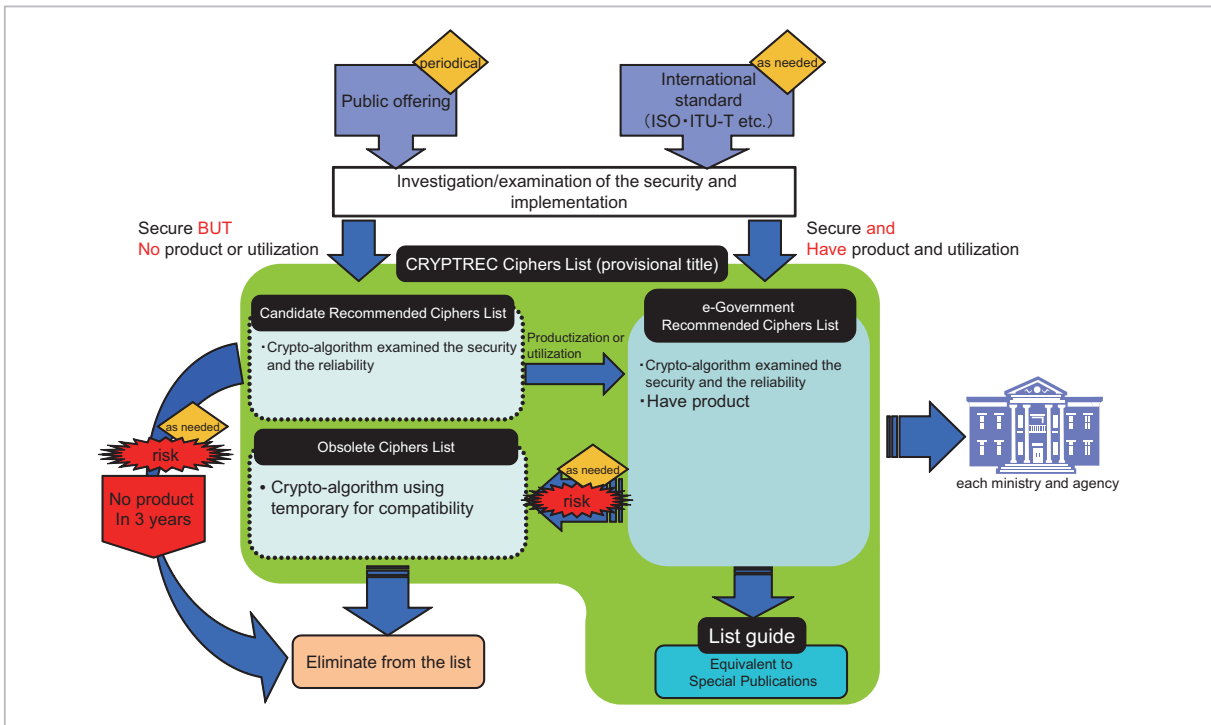 periodical
Public offering
as needed
International
standard
(ISO・ITU-T etc.)
Investigation/examination of the security and
implementation
Secure BUT
No product or utilization
Secure and
Have product and utilization
CRYPTREC Ciphers List (provisional title)
Candidate Recommended Ciphers List
・Crypto-algorithm examined the security
and the reliability
Productization or
utilization
e-Government
Recommended Ciphers List
・Crypto-algorithm examined the
security and the reliability
・Have product
as needed
risk
No product
In 3 years
Obsolete Ciphers List
• Crypto-algorithm using
temporary for compatibility
as needed
risk
each ministry and agency
Eliminate from the list
List guide
Equivalent to
Special Publications